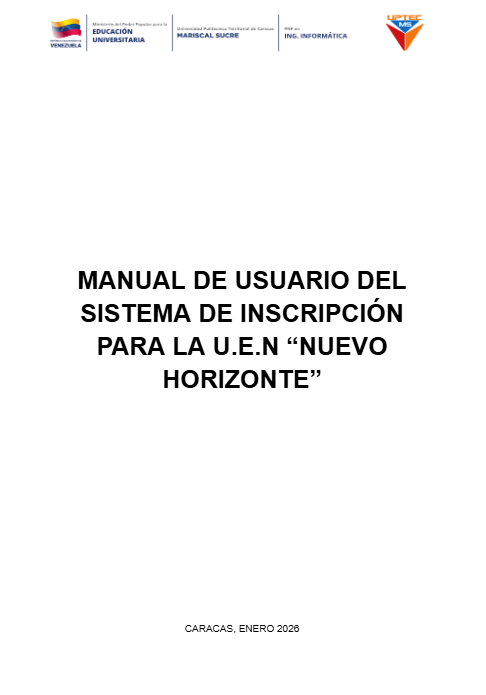 Ministerio del Poder Popular para la
EDUCACIÓN
UNIVERSITARIA
VENEZUELA
Universidad Politécnica Territorial de Caracas
MARISCAL SUCRE
PNF en
ING. INFORMÁTICA
UPTEC
MS
MANUAL DE USUARIO DEL
SISTEMA DE INSCRIPCIÓN
PARA LA U.E.N “NUEVO
HORIZONTE”
CARACAS, ENERO 2026